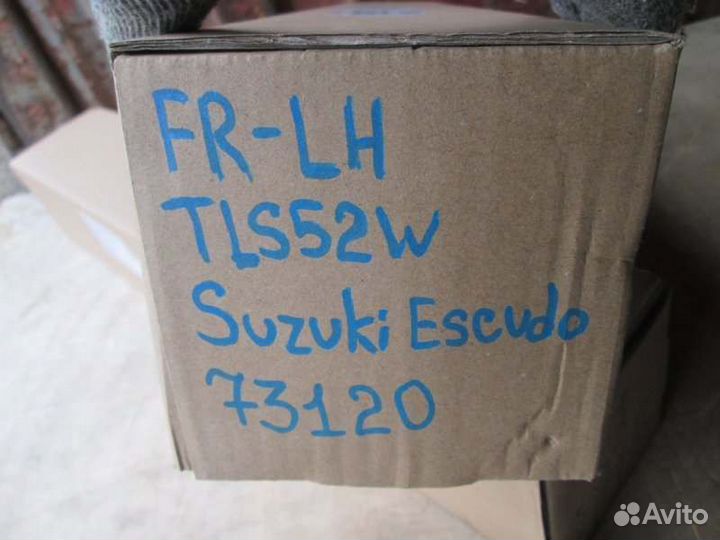 FR-LH
TLS52W
Suzuki Escudo
73120
Avito